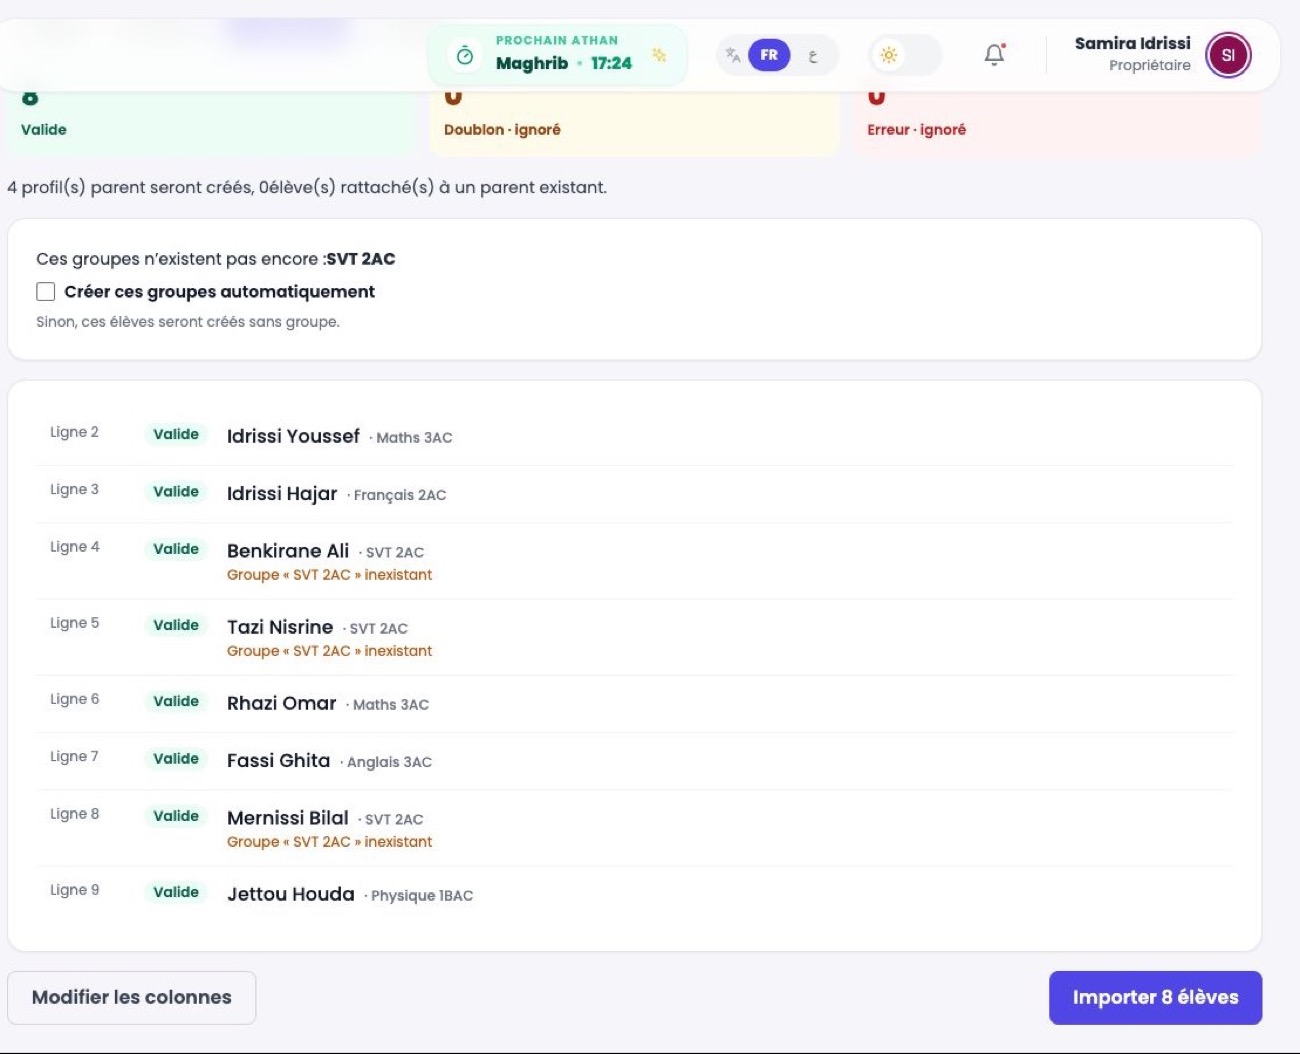 PROCHAIN ATHAN
Maghrib • 17:24
FR
ع
Samira Idrissi
Propriétaire
SI
8
Valide
0
Doublon · ignoré
0
Erreur · ignoré
4 profil(s) parent seront créés, 0élève(s) rattaché(s) à un parent existant.
Ces groupes n’existent pas encore :SVT 2AC
Créer ces groupes automatiquement
Sinon, ces élèves seront créés sans groupe.
Ligne 2 Valide Idrissi Youssef · Maths 3AC
Ligne 3 Valide Idrissi Hajar · Français 2AC
Ligne 4 Valide Benkirane Ali · SVT 2AC
Groupe « SVT 2AC » inexistant
Ligne 5 Valide Tazi Nisrine · SVT 2AC
Groupe « SVT 2AC » inexistant
Ligne 6 Valide Rhazi Omar · Maths 3AC
Ligne 7 Valide Fassi Ghita · Anglais 3AC
Ligne 8 Valide Mernissi Bilal · SVT 2AC
Groupe « SVT 2AC » inexistant
Ligne 9 Valide Jettou Houda · Physique 1BAC
Modifier les colonnes
Importer 8 élèves